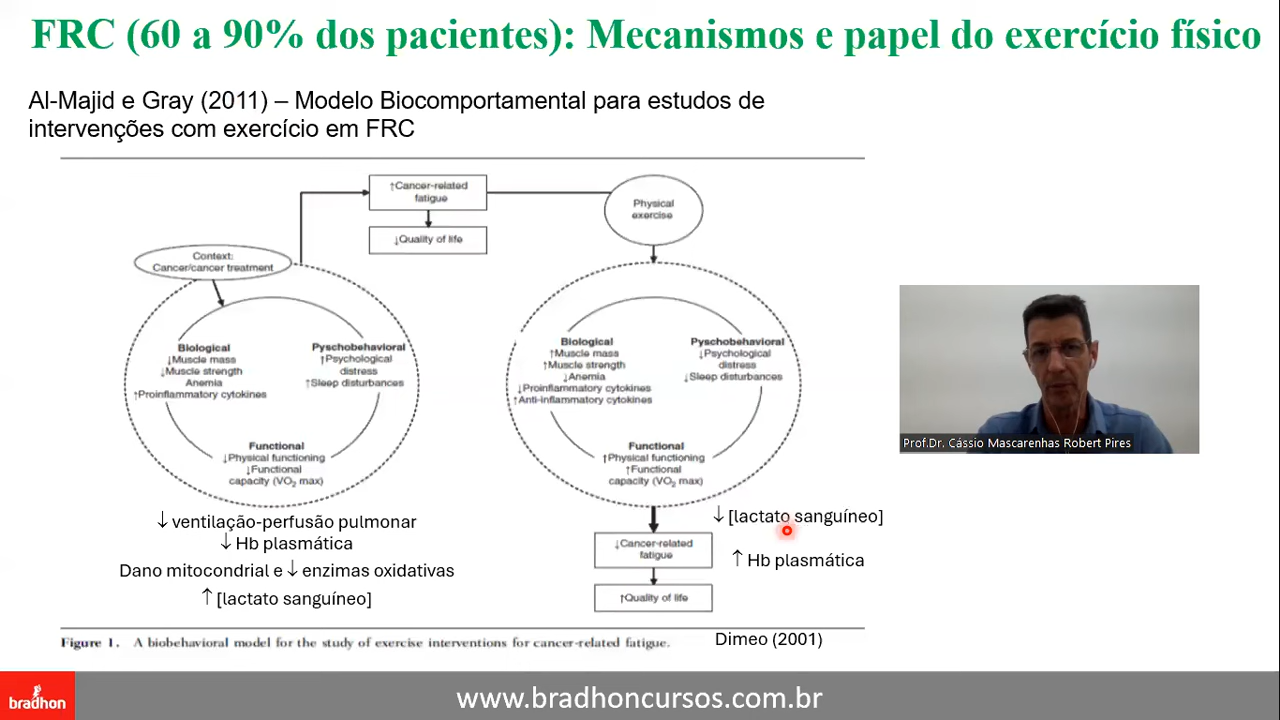 FRC (60 a 90% dos pacientes): Mecanismos e papel do exercício físico
Al-Majid e Gray (2011) – Modelo Biocomportamental para estudos de
intervenções com exercício em FRC
↑Cancer-related
fatigue
↓Quality of life
Physical
exercise
Context:
Cancer/cancer treatment
Biological
↓Muscle mass
↓Muscle strength
Anemia
↑Proinflammatory cytokines
Pyschobehavioral
↑Psychological
distress
↑Sleep disturbances
Functional
↓Physical functioning
↓Functional
capacity (VO2 max)
Biological
↑Muscle mass
↑Muscle strength
↓Anemia
↓Proinflammatory cytokines
↑Anti-inflammatory cytokines
Pyschobehavioral
↓Psychological
distress
↓Sleep disturbances
Functional
↑Physical functioning
↑Functional
capacity (VO2 max)
↓ ventilação-perfusão pulmonar
↓ Hb plasmática
Dano mitocondrial e ↓ enzimas oxidativas
↑ [lactato sanguíneo]
↓ [lactato sanguíneo]
↑ Hb plasmática
↓Cancer-related
fatigue
↑Quality of life
Figure 1. A biobehavioral model for the study of exercise interventions for cancer-related fatigue.
Dimeo (2001)
Prof.Dr. Cássio Mascarenhas Robert Pires
bradhon
www.bradhoncursos.com.br